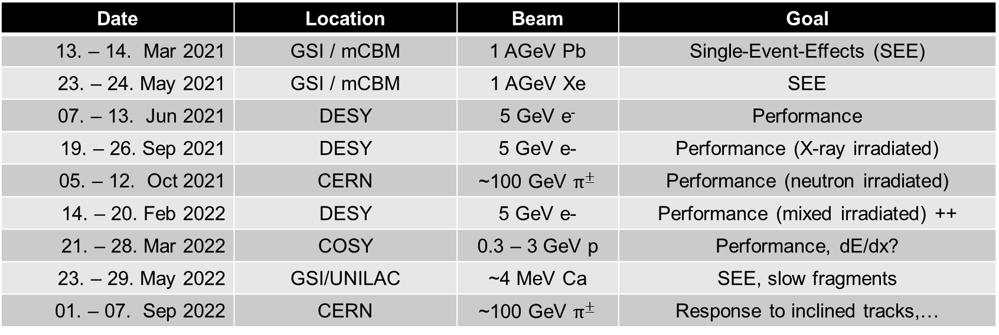 Date Location Beam Goal
13. – 14. Mar 2021 GSI / mCBM 1 AGeV Pb Single-Event-Effects (SEE)
23. – 24. May 2021 GSI / mCBM 1 AGeV Xe SEE
07. – 13. Jun 2021 DESY 5 GeV e⁻ Performance
19. – 26. Sep 2021 DESY 5 GeV e- Performance (X-ray irradiated)
05. – 12. Oct 2021 CERN ~100 GeV π± Performance (neutron irradiated)
14. – 20. Feb 2022 DESY 5 GeV e- Performance (mixed irradiated) ++
21. – 28. Mar 2022 COSY 0.3 – 3 GeV p Performance, dE/dx?
23. – 29. May 2022 GSI/UNILAC ~4 MeV Ca SEE, slow fragments
01. – 07. Sep 2022 CERN ~100 GeV π± Response to inclined tracks,…